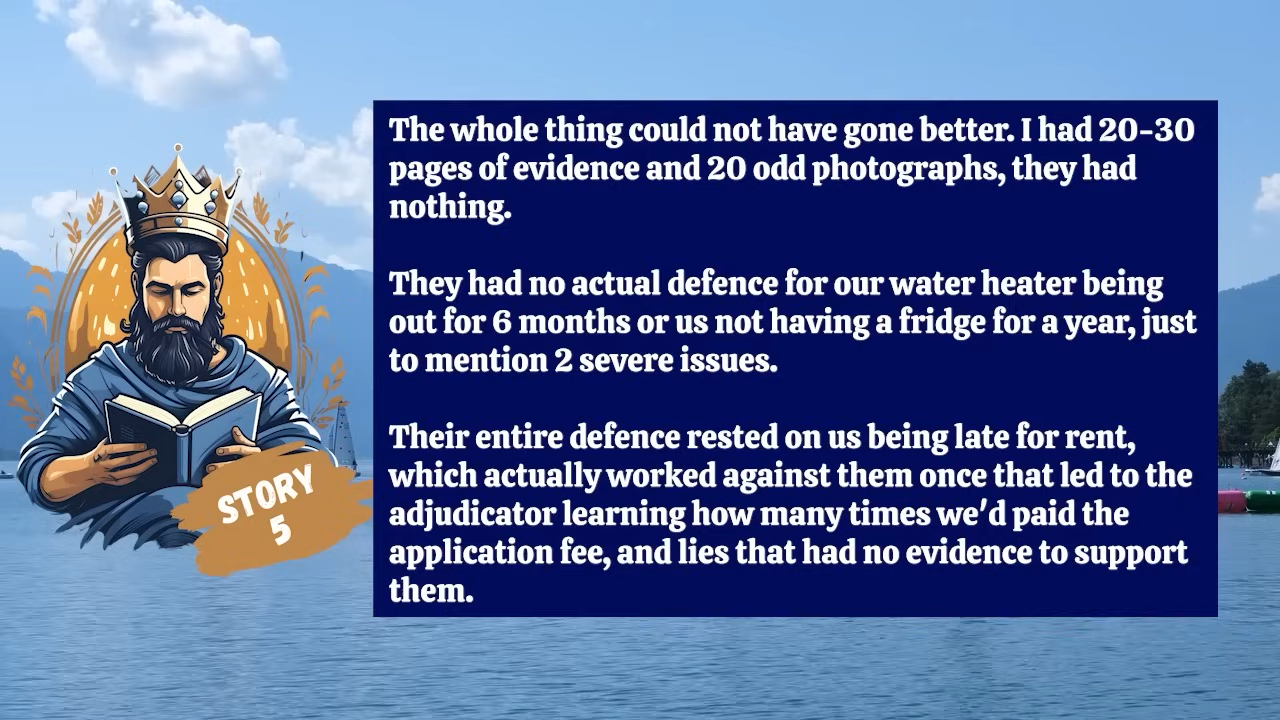 The whole thing could not have gone better. I had 20-30
pages of evidence and 20 odd photographs, they had
nothing.
They had no actual defence for our water heater being
out for 6 months or us not having a fridge for a year, just
to mention 2 severe issues.
Their entire defence rested on us being late for rent,
which actually worked against them once that led to the
adjudicator learning how many times we'd paid the
application fee, and lies that had no evidence to support
them.
STORY
5